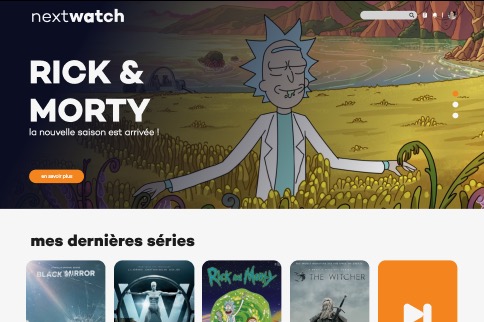 nextwatch
RICK &
MORTY
la nouvelle saison est arrivée !
en savoir plus
mes dernières séries
BLACK MIRROR
W
RICK AND MORTY
THE WITCHER